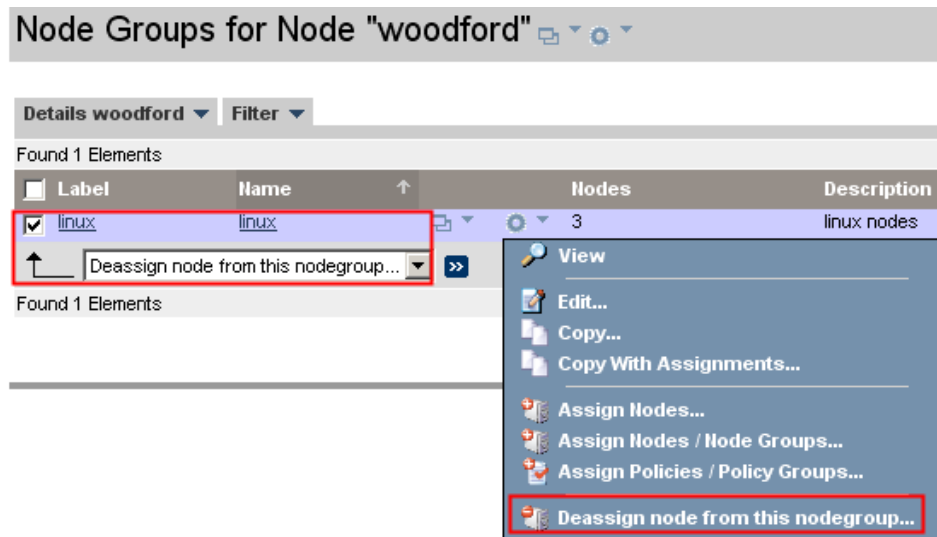 Node Groups for Node "woodford"
Details woodford Filter
Found 1 Elements
Label Name Nodes Description
linux linux 3 linux nodes
Deassign node from this nodegroup...
Found 1 Elements
View
Edit...
Copy...
Copy With Assignments...
Assign Nodes...
Assign Nodes / Node Groups...
Assign Policies / Policy Groups...
Deassign node from this nodegroup...